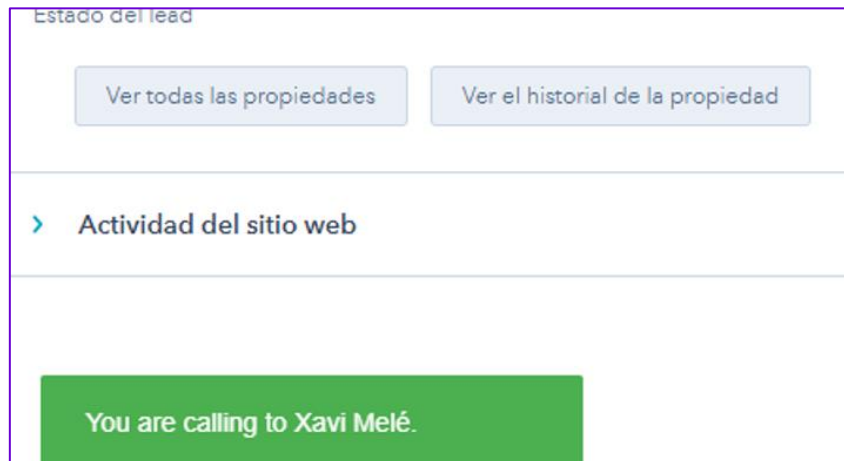 Estado del lead
Ver todas las propiedades Ver el historial de la propiedad
Actividad del sitio web
You are calling to Xavi Melé.